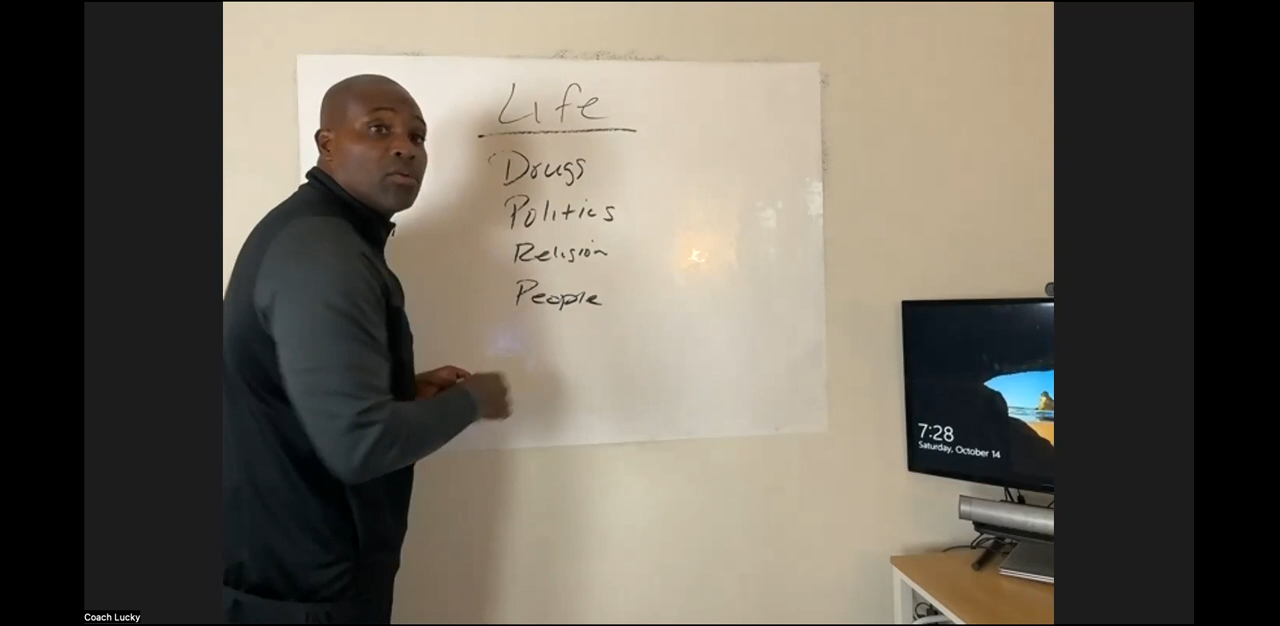 Life
Drugs
Politics
Religion
People
7:28
Saturday, October 14
Coach Lucky